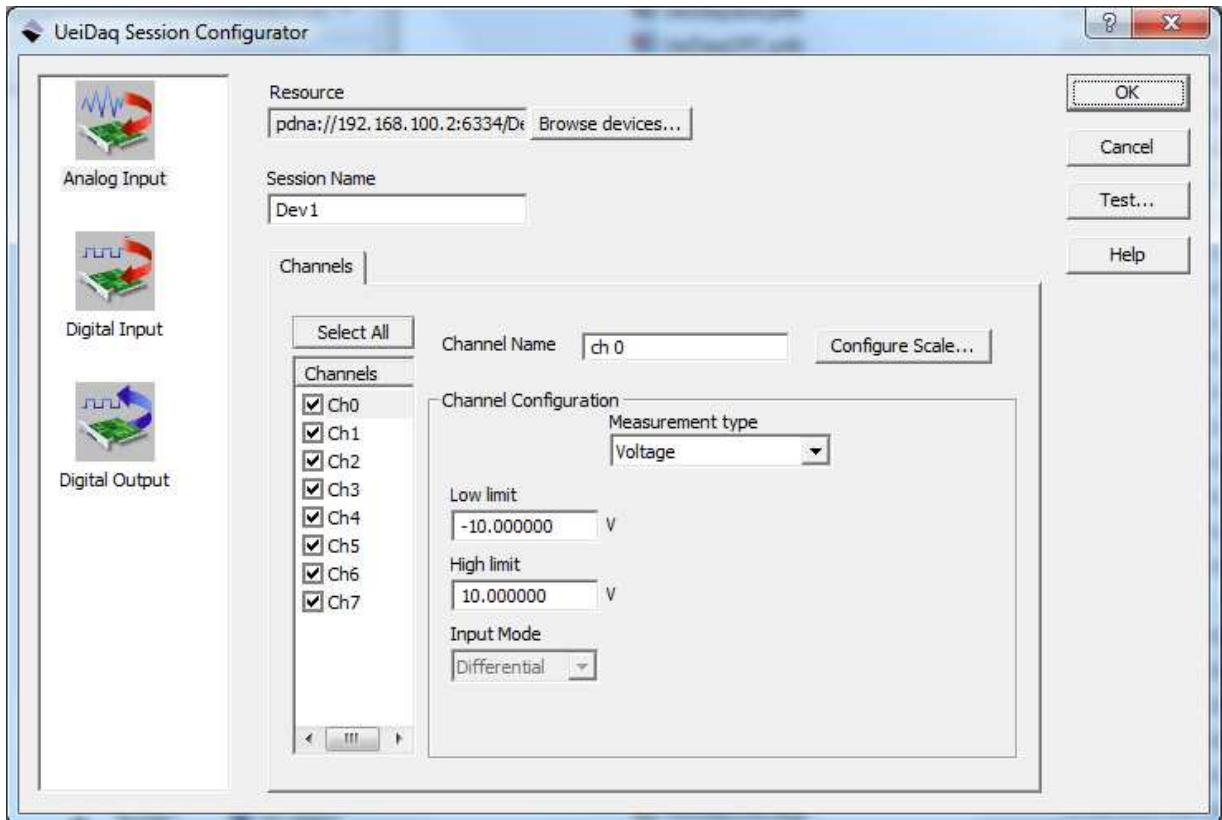 UeiDaq Session Configurator
Analog Input
Digital Input
Digital Output
Resource
pdna://192.168.100.2:6334/De
Browse devices...
Session Name
Dev1
Channels
Select All
Channels
Ch0
Ch1
Ch2
Ch3
Ch4
Ch5
Ch6
Ch7
Channel Name
ch 0
Configure Scale...
Channel Configuration
Measurement type
Voltage
Low limit
-10.000000 V
High limit
10.000000 V
Input Mode
Differential
OK
Cancel
Test...
Help